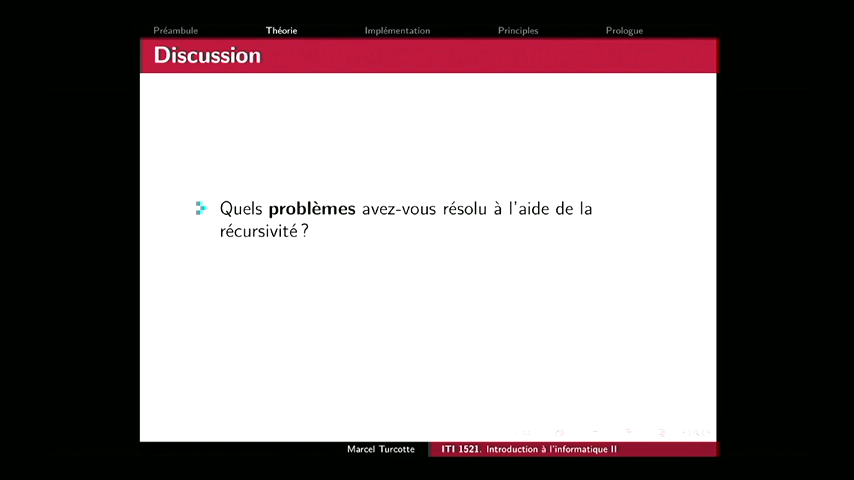 Préambule Théorie Implémentation Principles Prologue
Discussion
Quels problèmes avez-vous résolu à l'aide de la
récursivité ?
Marcel Turcotte ITI 1521. Introduction à l'informatique II